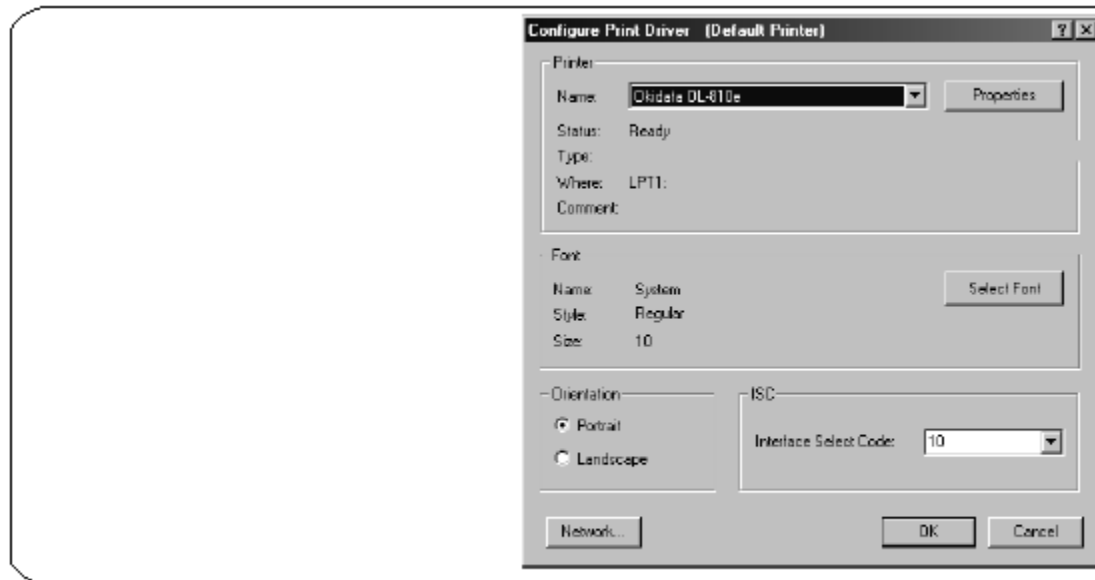 Configure Print Driver (Default Printer)
Printer
Name: Okidata OL-810e Properties
Status: Ready
Type:
Where: LPT1:
Comment:
Font
Name: System Select Font
Style: Regular
Size: 10
Orientation
Portrait
Landscape
ISC
Interface Select Code: 10
Network... OK Cancel